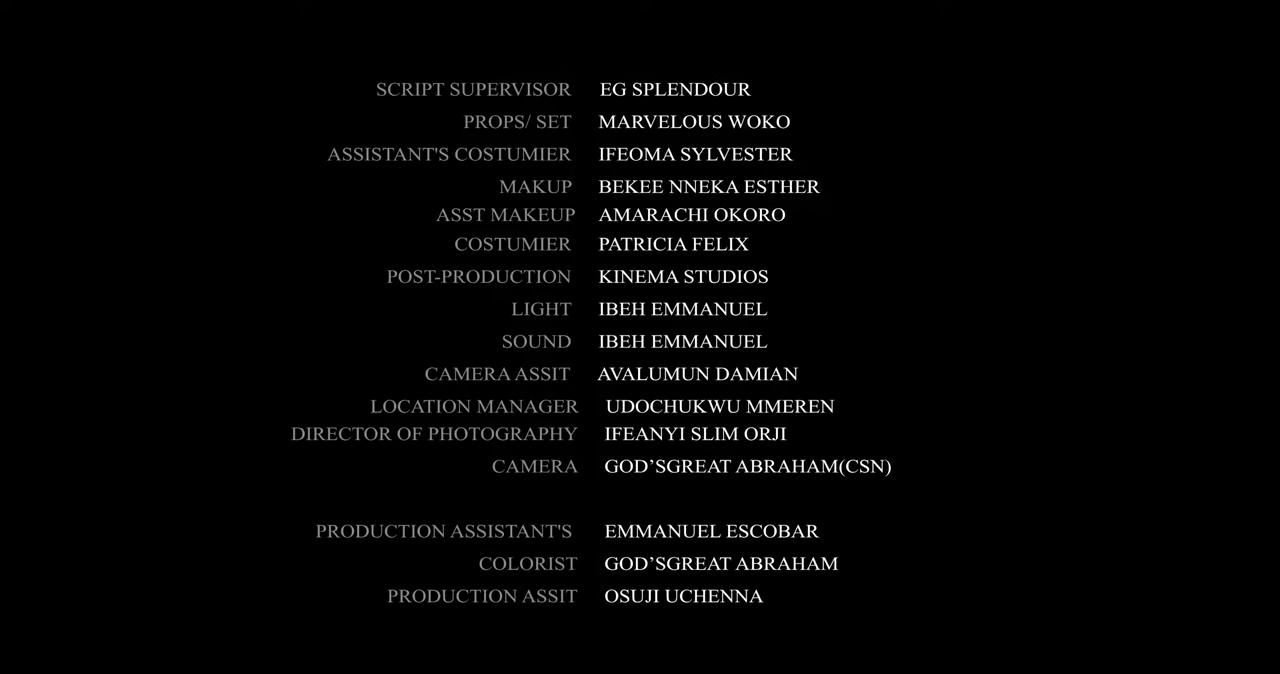 SCRIPT SUPERVISOR EG SPLENDOUR
PROPS/ SET MARVELOUS WOKO
ASSISTANT'S COSTUMIER IFEOMA SYLVESTER
MAKUP BEKEE NNEKA ESTHER
ASST MAKEUP AMARACHI OKORO
COSTUMIER PATRICIA FELIX
POST-PRODUCTION KINEMA STUDIOS
LIGHT IBEH EMMANUEL
SOUND IBEH EMMANUEL
CAMERA ASSIT AVALUMUN DAMIAN
LOCATION MANAGER UDOCHUKWU MMEREN
DIRECTOR OF PHOTOGRAPHY IFEANYI SLIM ORJI
CAMERA GOD’SGREAT ABRAHAM(CSN)
PRODUCTION ASSISTANT'S EMMANUEL ESCOBAR
COLORIST GOD’SGREAT ABRAHAM
PRODUCTION ASSIT OSUJI UCHENNA